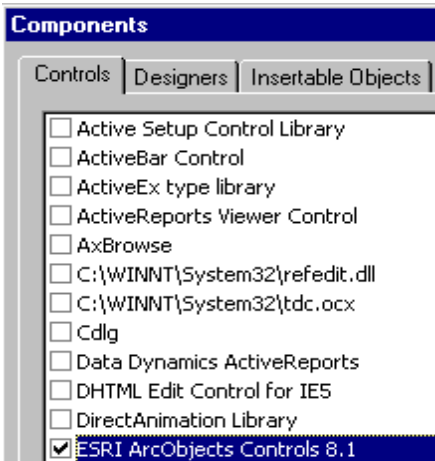 Components
Controls Designers Insertable Objects
Active Setup Control Library
ActiveBar Control
ActiveEx type library
ActiveReports Viewer Control
AxBrowse
C:\WINNT\System32\refedit.dll
C:\WINNT\System32\tdc.ocx
Cdlg
Data Dynamics ActiveReports
DHTML Edit Control for IE5
DirectAnimation Library
ESRI ArcObjects Controls 8.1